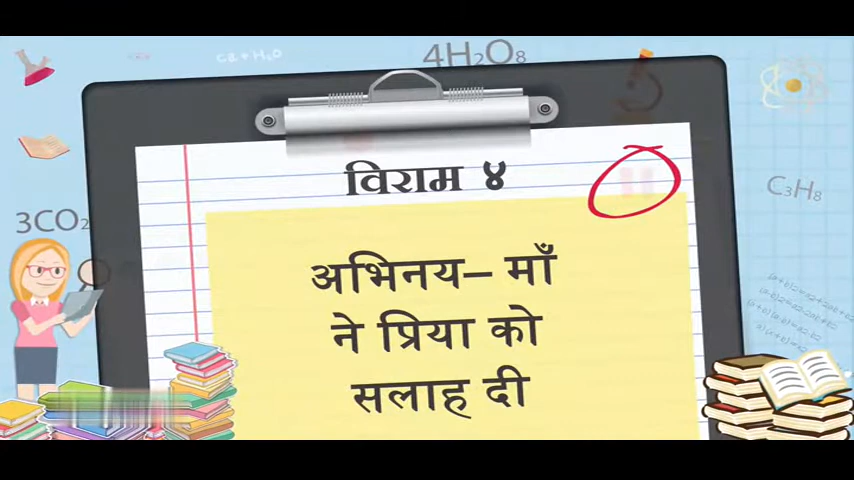 4H₂O₈
विराम ४
3CO₂
C₃H₈
अभिनय– माँ
ने प्रिया को
सलाह दी